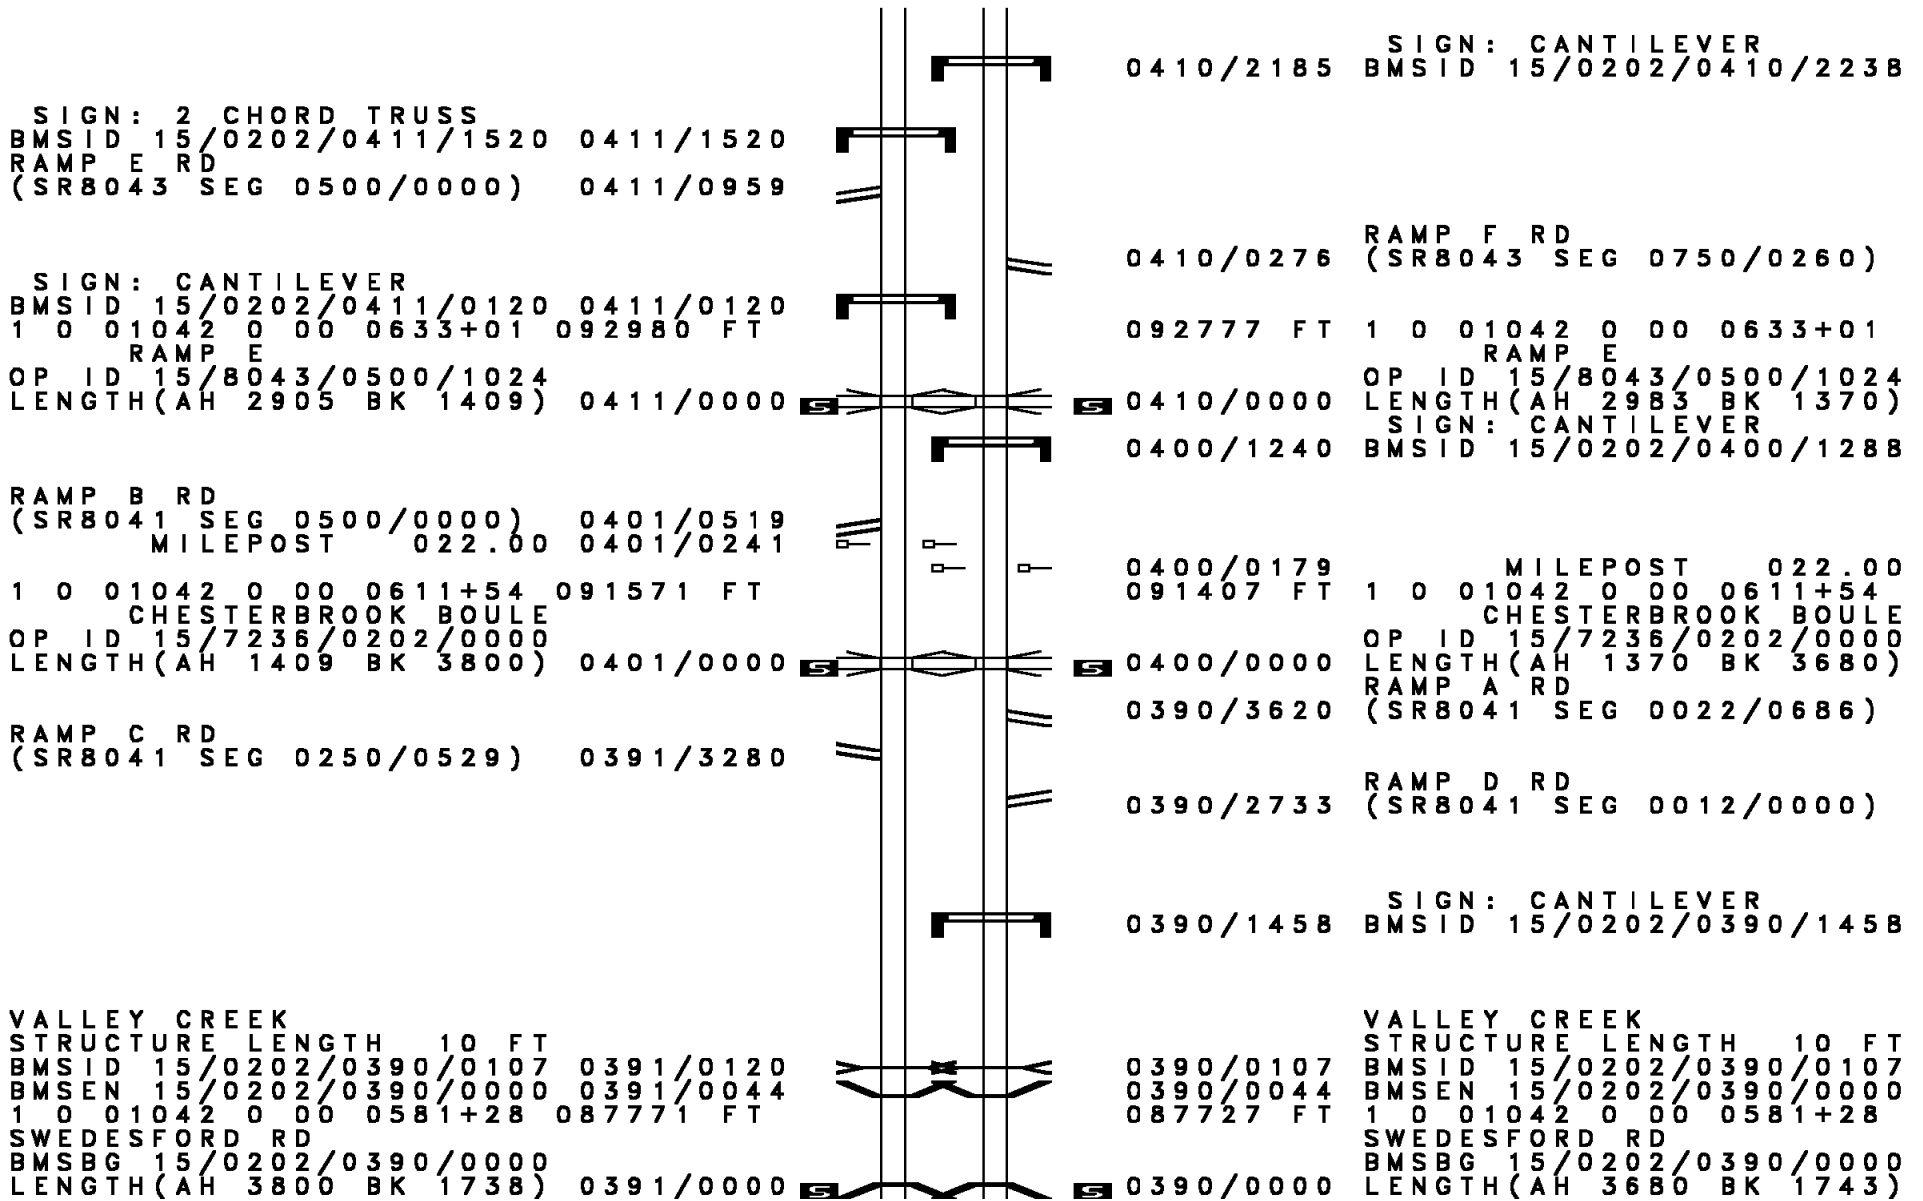 SIGN: CANTILEVER
0410/2185 BMSID 15/0202/0410/2238
SIGN: 2 CHORD TRUSS
BMSID 15/0202/0411/1520 0411/1520
RAMP E RD
(SR8043 SEG 0500/0000) 0411/0959
RAMP F RD
0410/0276 (SR8043 SEG 0750/0260)
SIGN: CANTILEVER
BMSID 15/0202/0411/0120 0411/0120
1 0 01042 0 00 0633+01 092980 FT 092777 FT 1 0 01042 0 00 0633+01
RAMP E RAMP E
OP ID 15/8043/0500/1024 OP ID 15/8043/0500/1024
LENGTH(AH 2905 BK 1409) 0411/0000 S S 0410/0000 LENGTH(AH 2983 BK 1370)
SIGN: CANTILEVER
0400/1240 BMSID 15/0202/0400/1288
RAMP B RD
(SR8041 SEG 0500/0000) 0401/0519
MILEPOST 022.00 0401/0241
0400/0179 MILEPOST 022.00
1 0 01042 0 00 0611+54 091571 FT 091407 FT 1 0 01042 0 00 0611+54
CHESTERBROOK BOULE CHESTERBROOK BOULE
OP ID 15/7236/0202/0000 OP ID 15/7236/0202/0000
LENGTH(AH 1409 BK 3800) 0401/0000 S S 0400/0000 LENGTH(AH 1370 BK 3680)
RAMP A RD
0390/3620 (SR8041 SEG 0022/0686)
RAMP C RD
(SR8041 SEG 0250/0529) 0391/3280
RAMP D RD
0390/2733 (SR8041 SEG 0012/0000)
SIGN: CANTILEVER
0390/1458 BMSID 15/0202/0390/1458
VALLEY CREEK VALLEY CREEK
STRUCTURE LENGTH 10 FT STRUCTURE LENGTH 10 FT
BMSID 15/0202/0390/0107 0391/0120 0390/0107 BMSID 15/0202/0390/0107
BMSEN 15/0202/0390/0000 0391/0044 0390/0044 BMSEN 15/0202/0390/0000
1 0 01042 0 00 0581+28 087771 FT 087727 FT 1 0 01042 0 00 0581+28
SWEDESFORD RD SWEDESFORD RD
BMSBG 15/0202/0390/0000 BMSBG 15/0202/0390/0000
LENGTH(AH 3800 BK 1738) 0391/0000 S S 0390/0000 LENGTH(AH 3680 BK 1743)